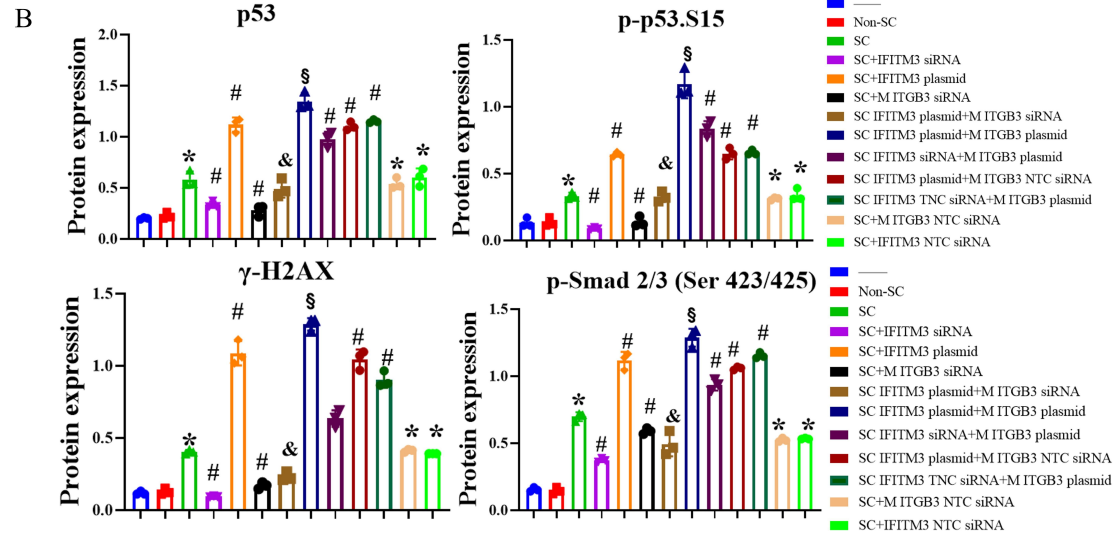 B
p53
Protein expression
2.0
1.5
1.0
0.5
0.0
*
#
#
#
&
§
#
#
#
*
*
p-p53.S15
Protein expression
1.5
1.0
0.5
0.0
*
#
#
#
&
§
#
#
#
*
*
——
Non-SC
SC
SC+IFITM3 siRNA
SC+IFITM3 plasmid
SC+M ITGB3 siRNA
SC IFITM3 plasmid+M ITGB3 siRNA
SC IFITM3 plasmid+M ITGB3 plasmid
SC IFITM3 siRNA+M ITGB3 plasmid
SC IFITM3 plasmid+M ITGB3 NTC siRNA
SC IFITM3 TNC siRNA+M ITGB3 plasmid
SC+M ITGB3 NTC siRNA
SC+IFITM3 NTC siRNA
γ-H2AX
Protein expression
1.5
1.0
0.5
0.0
*
#
#
#
&
§
#
#
*
*
p-Smad 2/3 (Ser 423/425)
Protein expression
1.5
1.0
0.5
0.0
*
#
#
#
&
§
#
#
#
*
*
——
Non-SC
SC
SC+IFITM3 siRNA
SC+IFITM3 plasmid
SC+M ITGB3 siRNA
SC IFITM3 plasmid+M ITGB3 siRNA
SC IFITM3 plasmid+M ITGB3 plasmid
SC IFITM3 siRNA+M ITGB3 plasmid
SC IFITM3 plasmid+M ITGB3 NTC siRNA
SC IFITM3 TNC siRNA+M ITGB3 plasmid
SC+M ITGB3 NTC siRNA
SC+IFITM3 NTC siRNA